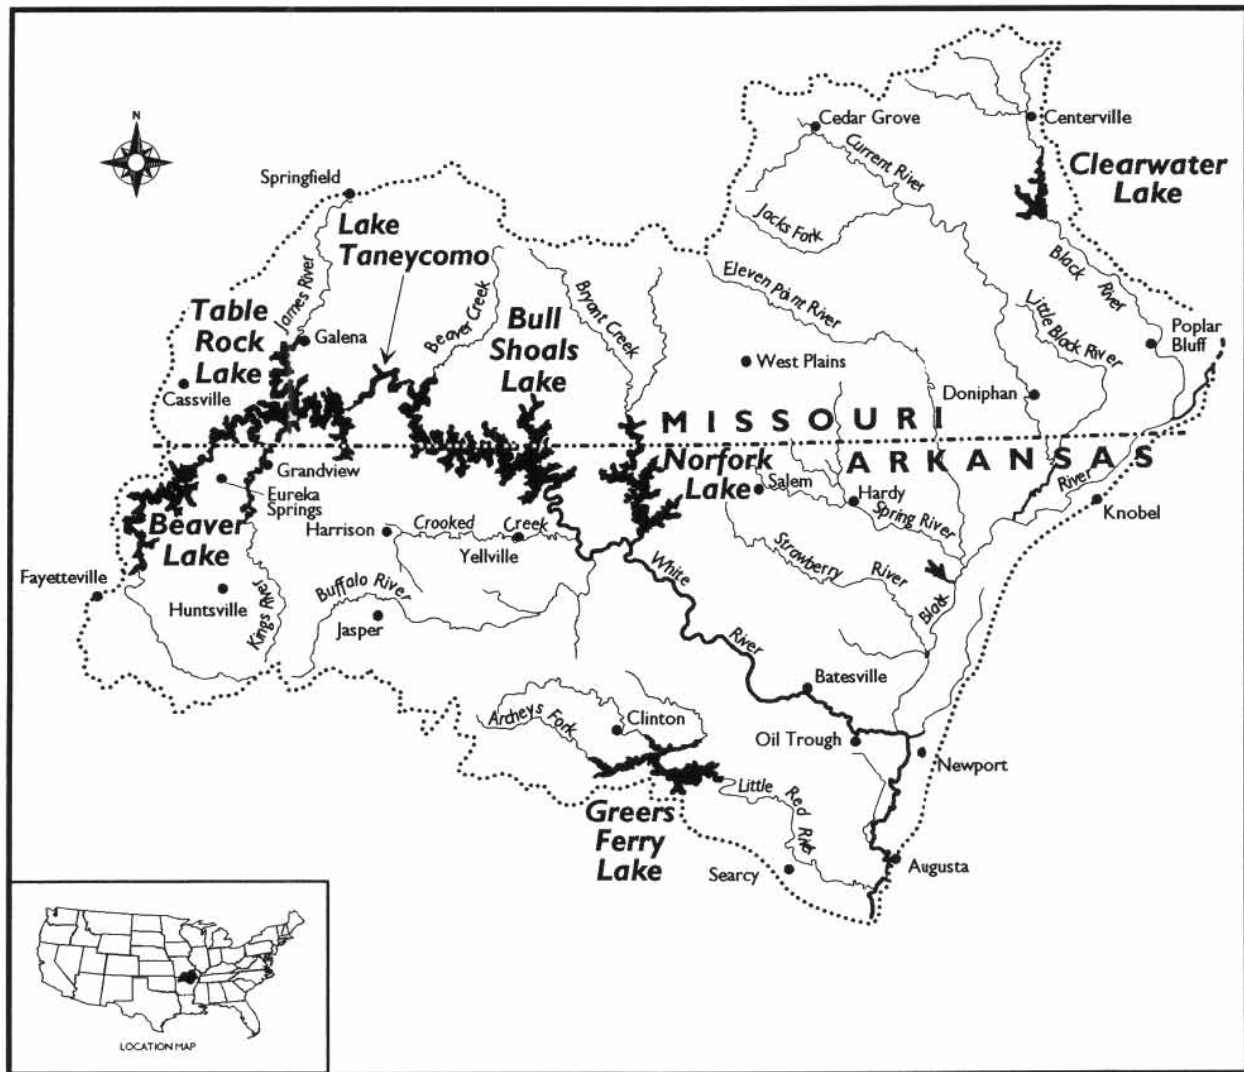 N
Cedar Grove
Centerville
Current River
Clearwater
Lake
Springfield
Lake
Taneycomo
Jacks Fork
Black River
Eleven Point River
James River
Beaver Creek
Bryant Creek
Table
Rock
Lake
Bull
Shoals
Lake
Galena
Little Black River
Poplar
Bluff
West Plains
Cassville
Doniphan
MISSOURI
ARKANSAS
Grandview
Norfork
Lake
Salem
Hardy
River
Knobel
Eureka
Springs
Beaver
Lake
Harrison
Crooked Creek
Yellville
Spring River
Strawberry River
Fayetteville
Huntsville
Kings River
Buffalo River
Jasper
White River
Black
Batesville
Archeys Fork
Clinton
Oil Trough
Newport
Little Red River
Greers
Ferry
Lake
Searcy
Augusta
LOCATION MAP